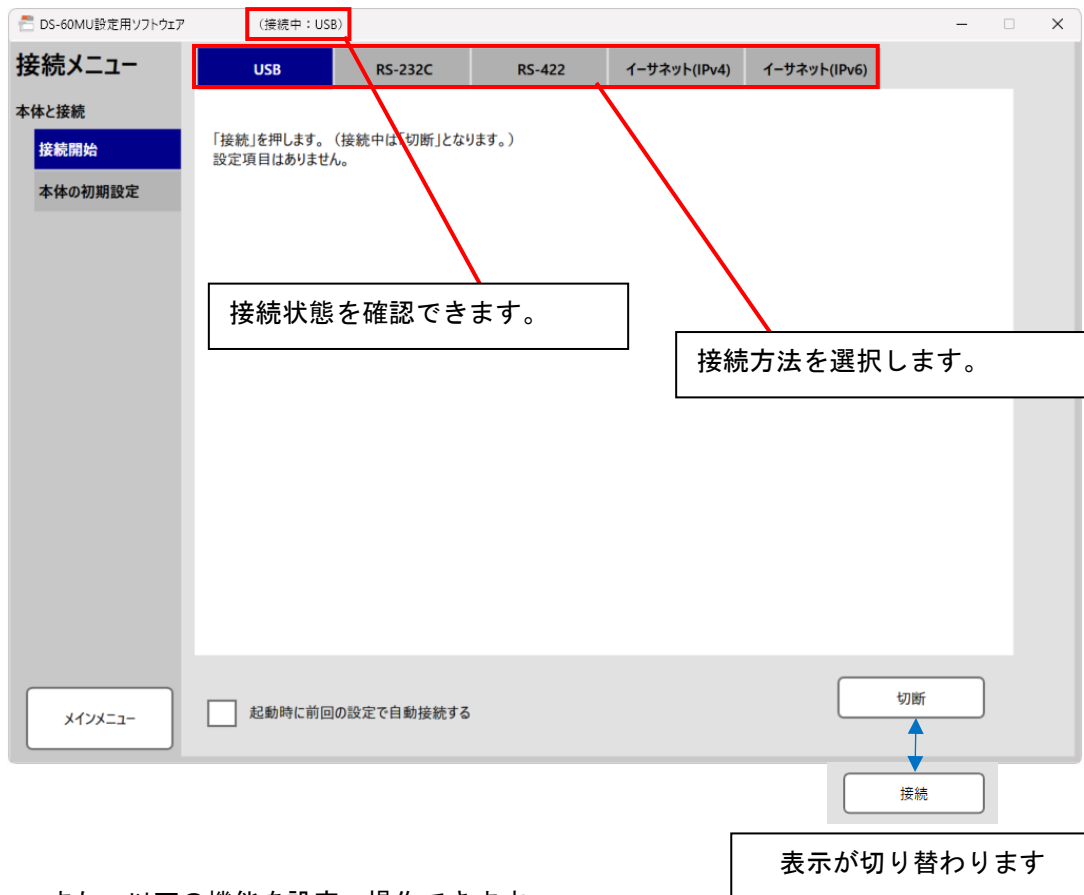 DS-60MU設定用ソフトウェア （接続中：USB）
接続メニュー
USB RS-232C RS-422 イーサネット(IPv4) イーサネット(IPv6)
本体と接続
接続開始
本体の初期設定
「接続」を押します。（接続中は「切断」となります。）
設定項目はありません。
接続状態を確認できます。
接続方法を選択します。
メインメニュー
起動時に前回の設定で自動接続する
切断
接続
表示が切り替わります